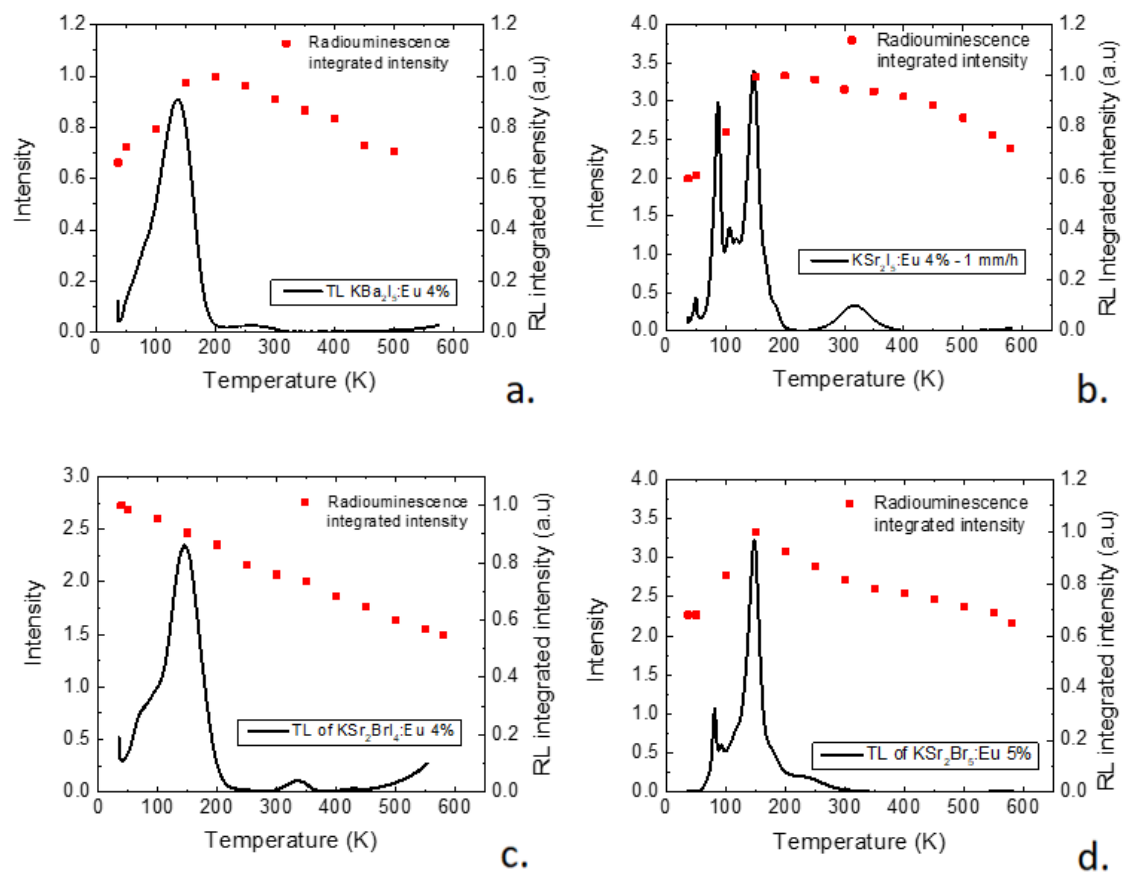 1.2
1.0
0.8
0.6
0.4
0.2
0.0
Intensity
Radiouminescence
integrated intensity
TL KBa₂I₅:Eu 4%
1.2
1.0
0.8
0.6
0.4
0.2
0.0
RL integrated intensity (a.u)
0 100 200 300 400 500 600
Temperature (K)
a.
4.0
3.5
3.0
2.5
2.0
1.5
1.0
0.5
0.0
Intensity
Radiouminescence
integrated intensity
KSr₂I₅:Eu 4% - 1 mm/h
1.2
1.0
0.8
0.6
0.4
0.2
0.0
RL integrated intensity (a.u)
0 100 200 300 400 500 600
Temperature (K)
b.
3.0
2.5
2.0
1.5
1.0
0.5
0.0
Intensity
Radiouminescence
integrated intensity
TL of KSr₂BrI₄:Eu 4%
1.0
0.8
0.6
0.4
0.2
0.0
RL integrated intensity (a.u)
0 100 200 300 400 500 600
Temperature (K)
c.
4.0
3.5
3.0
2.5
2.0
1.5
1.0
0.5
0.0
Intensity
Radiouminescence
integrated intensity
TL of KSr₂Br₅:Eu 5%
1.2
1.0
0.8
0.6
0.4
0.2
0.0
RL integrated intensity (a.u)
0 100 200 300 400 500 600
Temperature (K)
d.